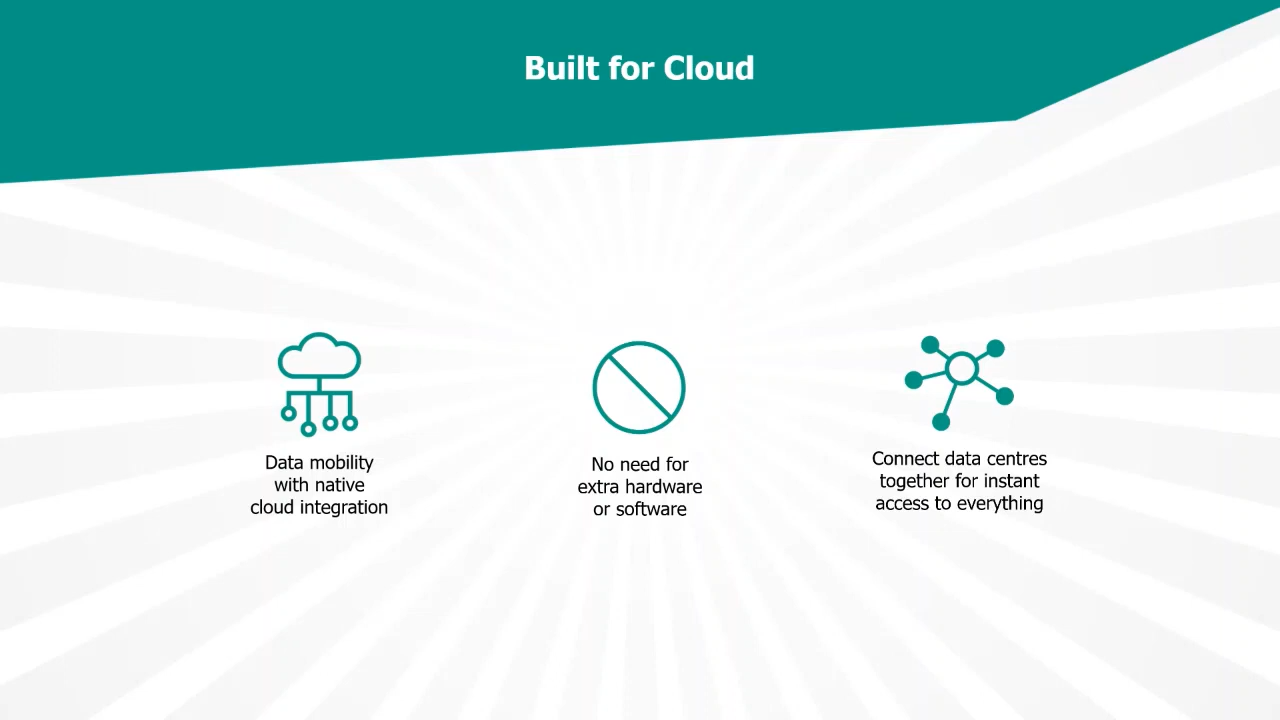 Built for Cloud
Data mobility
with native
cloud integration
No need for
extra hardware
or software
Connect data centres
together for instant
access to everything